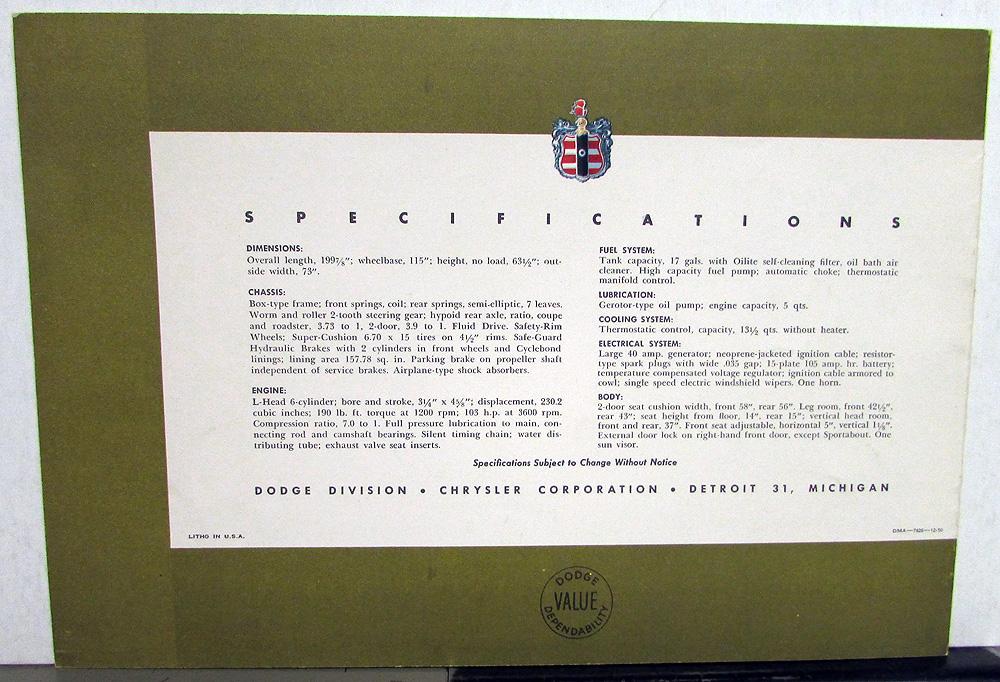 SPECIFICATIONS
DIMENSIONS:
Overall length, 199⅞″; wheelbase, 115″; height, no load, 63½″; out-
side width, 73″.
CHASSIS:
Box-type frame; front springs, coil; rear springs, semi-elliptic, 7 leaves.
Worm and roller 2-tooth steering gear; hypoid rear axle, ratio, coupe
and roadster, 3.73 to 1, 2-door, 3.9 to 1. Fluid Drive. Safety-Rim
Wheels; Super-Cushion 6.70 x 15 tires on 4½″ rims. Safe-Guard
Hydraulic Brakes with 2 cylinders in front wheels and Cyclebond
linings; lining area 157.78 sq. in. Parking brake on propeller shaft
independent of service brakes. Airplane-type shock absorbers.
ENGINE:
L-Head 6-cylinder; bore and stroke, 3¼″ x 4⅝″; displacement, 230.2
cubic inches; 190 lb. ft. torque at 1200 rpm; 103 h.p. at 3600 rpm.
Compression ratio, 7.0 to 1. Full pressure lubrication to main, con-
necting rod and camshaft bearings. Silent timing chain; water dis-
tributing tube; exhaust valve seat inserts.
FUEL SYSTEM:
Tank capacity, 17 gals. with Oilite self-cleaning filter, oil bath air
cleaner. High capacity fuel pump; automatic choke; thermostatic
manifold control.
LUBRICATION:
Gerotor-type oil pump; engine capacity, 5 qts.
COOLING SYSTEM:
Thermostatic control, capacity, 13½ qts. without heater.
ELECTRICAL SYSTEM:
Large 40 amp. generator; neoprene-jacketed ignition cable; resistor-
type spark plugs with wide .035 gap; 15-plate 105 amp. hr. battery;
temperature compensated voltage regulator; ignition cable armored to
cowl; single speed electric windshield wipers. One horn.
BODY:
2-door seat cushion width, front 58″, rear 56″. Leg room, front 42½″,
rear 43″; seat height from floor, 14″, rear 15″; vertical head room,
front and rear, 37″. Front seat adjustable, horizontal 5″, vertical 1⅛″.
External door lock on right-hand front door, except Sportabout. One
sun visor.
Specifications Subject to Change Without Notice
DODGE DIVISION • CHRYSLER CORPORATION • DETROIT 31, MICHIGAN
LITHO IN U.S.A.
DODGE
VALUE
DEPENDABILITY